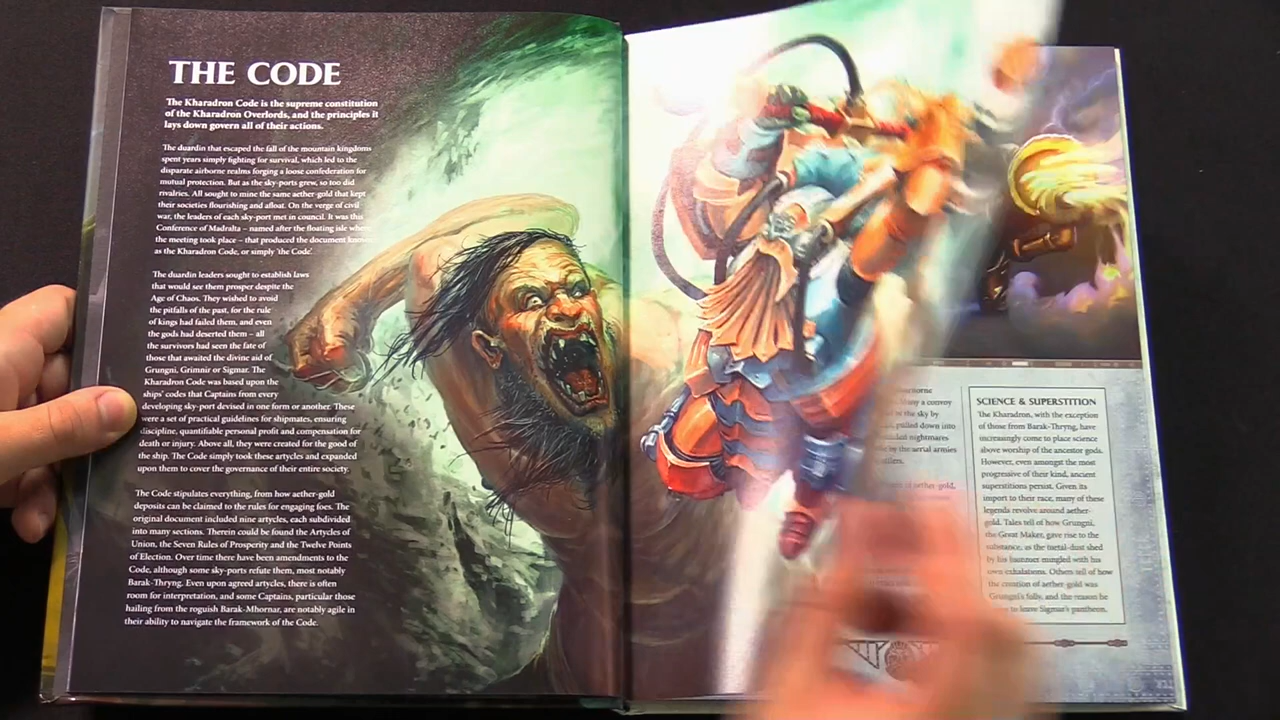 THE CODE
The Kharadron Code is the supreme constitution
of the Kharadron Overlords, and the principles it
lays down govern all of their actions.
The duardin that escaped the fall of the mountain kingdoms
spent years simply fighting for survival, which led to the
disparate airborne realms forging a loose confederation for
mutual protection. But as the sky-ports grew, so too did
rivalries. All sought to mine the same aether-gold that kept
their societies flourishing and afloat. On the verge of civil
war, the leaders of each sky-port met in council. It was this
Conference of Madralta – named after the floating isle where
the meeting took place – that produced the document known
as the Kharadron Code, or simply 'the Code'.
The duardin leaders sought to establish laws
that would see them prosper despite the
Age of Chaos. They wished to avoid
the pitfalls of the past, for the rule
of kings had failed them, and even
the gods had deserted them – all
the survivors had seen the fate of
those that awaited the divine aid of
Grungni, Grimnir or Sigmar. The
Kharadron Code was based upon the
ships' codes that Captains from every
developing sky-port devised in one form or another. These
were a set of practical guidelines for shipmates, ensuring
discipline, quantifiable personal profit and compensation for
death or injury. Above all, they were created for the good of
the ship. The Code simply took these artycles and expanded
upon them to cover the governance of their entire society.
The Code stipulates everything, from how aether-gold
deposits can be claimed to the rules for engaging foes. The
original document included nine artycles, each subdivided
into many sections. Therein could be found the Artycles of
Union, the Seven Rules of Prosperity and the Twelve Points
of Election. Over time there have been amendments to the
Code, although some sky-ports refute them, most notably
Barak-Thryng. Even upon agreed artycles, there is often
room for interpretation, and some Captains, particular those
hailing from the roguish Barak-Mhornar, are notably agile in
their ability to navigate the framework of the Code.
a convoy
the sky by
pulled down into
nightmares
by the aerial armies
of aether-gold,
SCIENCE & SUPERSTITION
The Kharadron, with the exception
of those from Barak-Thryng, have
increasingly come to place science
above worship of the ancestor gods.
However, even amongst the most
progressive of their kind, ancient
superstitions persist. Given its
import to their race, many of these
legends revolve around aether-
gold. Tales tell of how Grungni,
the Great Maker, gave rise to the
substance, as the metal-dust shed
by his hammer mingled with his
own exhalations. Others tell of how
the creation of aether-gold was
Grungni's folly, and the reason he
to leave Sigmar's pantheon.